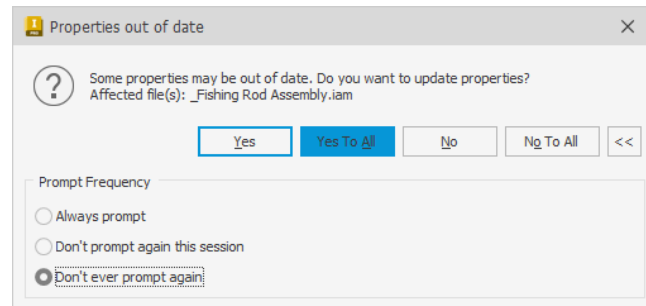 Properties out of date
Some properties may be out of date. Do you want to update properties?
Affected file(s): _Fishing Rod Assembly.iam
Yes Yes To All No No To All <<
Prompt Frequency
Always prompt
Don't prompt again this session
Don't ever prompt again